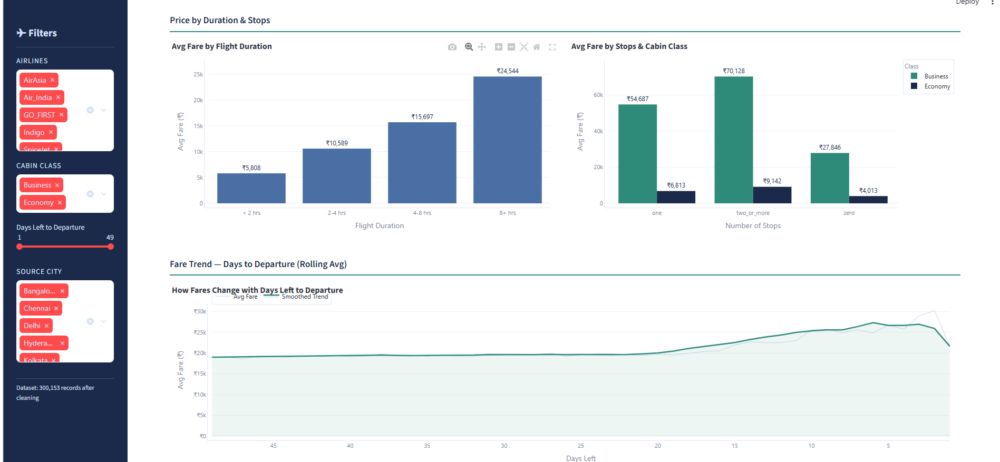 Deploy
Filters
AIRLINES
AirAsia ×
Air_India ×
GO_FIRST ×
Indigo ×
SpiceJet ×
CABIN CLASS
Business ×
Economy ×
Days Left to Departure
1 49
SOURCE CITY
Bangalo... ×
Chennai ×
Delhi ×
Hydera... ×
Kolkata ×
Dataset: 300,153 records after
cleaning
Price by Duration & Stops
Avg Fare by Flight Duration
Avg Fare (₹)
25k
20k
15k
10k
5k
0
₹5,808
₹10,589
₹15,697
₹24,544
< 2 hrs
2-4 hrs
4-8 hrs
8+ hrs
Flight Duration
Avg Fare by Stops & Cabin Class
Class
Business
Economy
Avg Fare (₹)
60k
40k
20k
0
₹54,687
₹6,813
₹70,128
₹9,142
₹27,846
₹4,013
one
two_or_more
zero
Number of Stops
Fare Trend — Days to Departure (Rolling Avg)
How Fares Change with Days Left to Departure
Avg Fare
Smoothed Trend
Avg Fare (₹)
₹30k
₹25k
₹20k
₹15k
₹10k
₹5k
₹0
45
40
35
30
25
20
15
10
5
Days Left